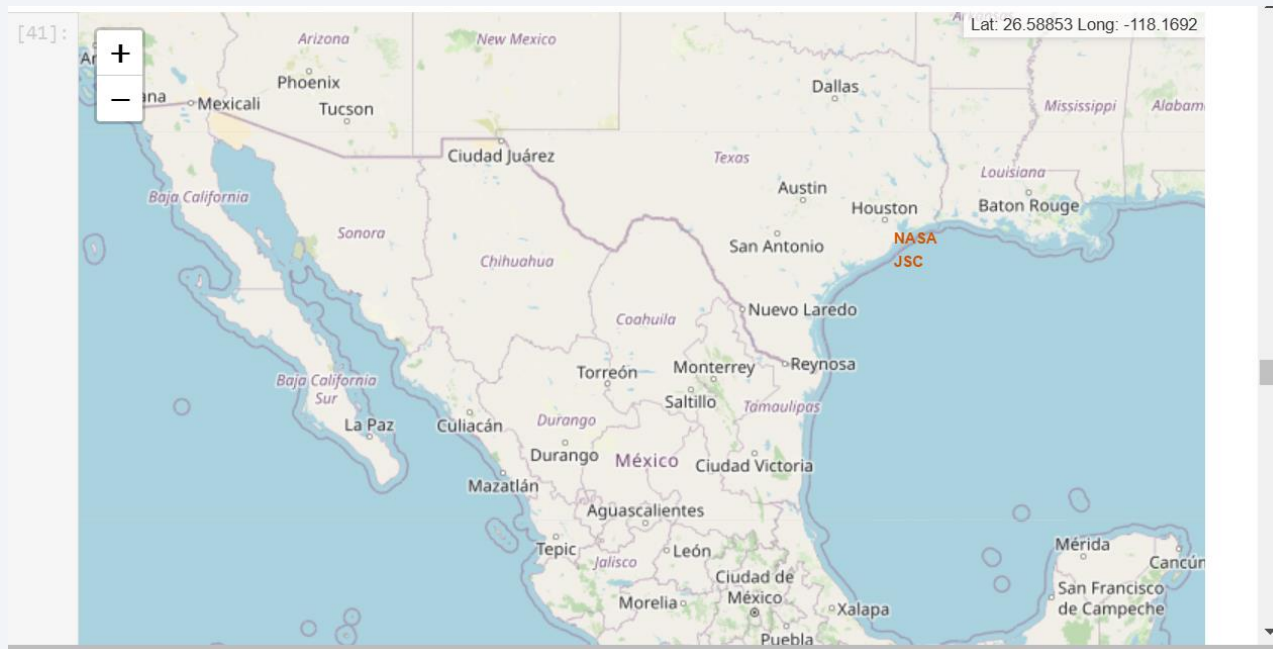 [41]:
Lat: 26.58853 Long: -118.1692
+
−
Arizona
New Mexico
Phoenix
Dallas
Mexicali
Tucson
Mississippi
Ciudad Juárez
Texas
Louisiana
Austin
Baja California
Houston
Baton Rouge
Sonora
San Antonio
NASA
JSC
Chihuahua
Nuevo Laredo
Coahuila
Reynosa
Torreón
Monterrey
Baja California
Sur
Saltillo
Tamaulipas
La Paz
Culiacán
Durango
Durango
México
Ciudad Victoria
Mazatlán
Aguascalientes
Tepic
León
Mérida
Jalisco
Ciudad de
México
San Francisco
de Campeche
Morelia
Xalapa
Puebla